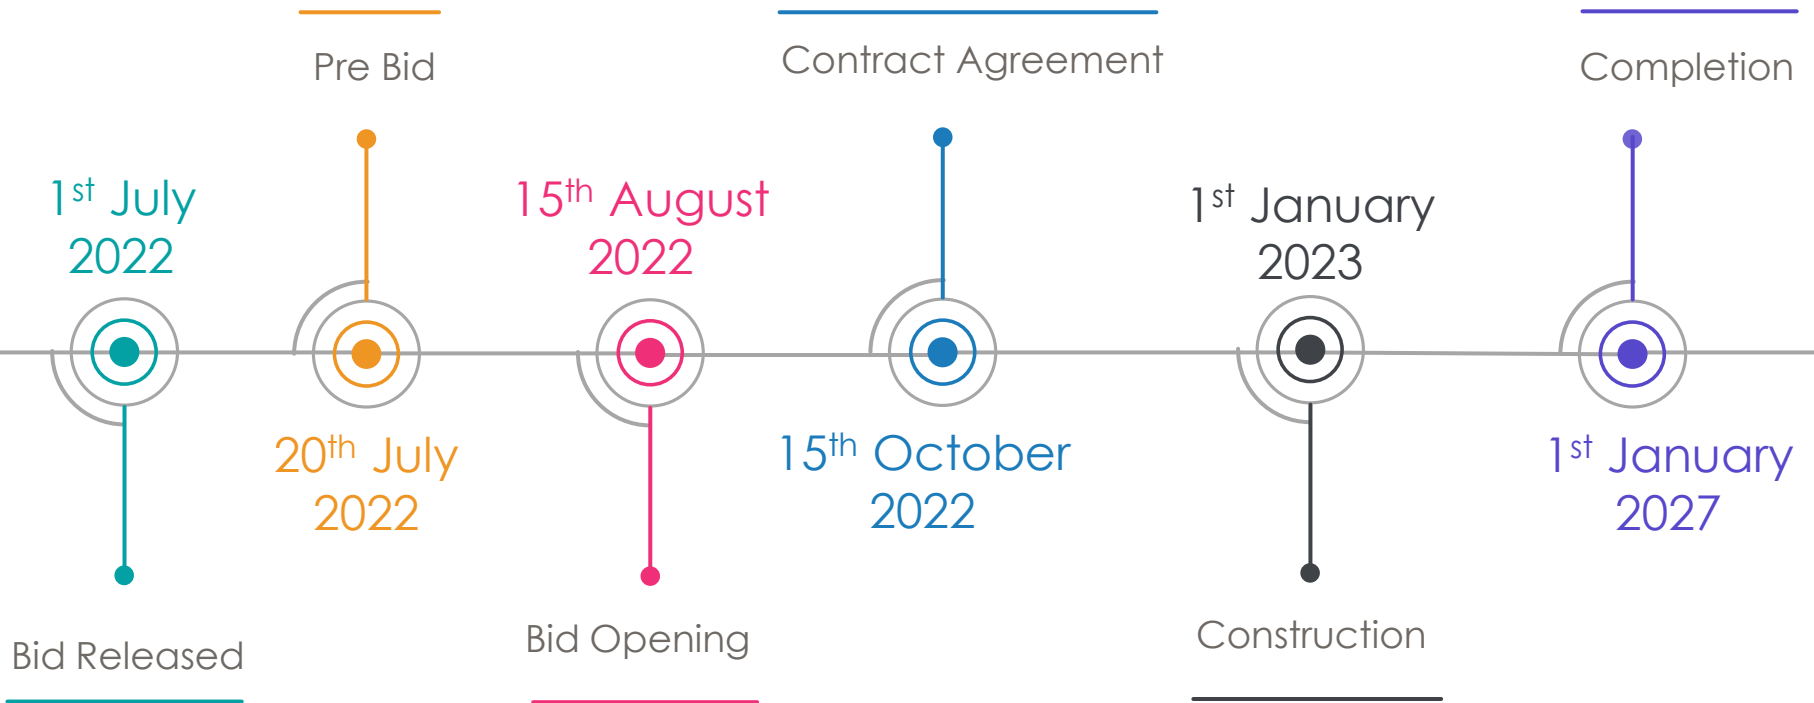 Pre Bid
Contract Agreement
Completion
1st July
2022
15th August
2022
1st January
2023
20th July
2022
15th October
2022
1st January
2027
Bid Released
Bid Opening
Construction